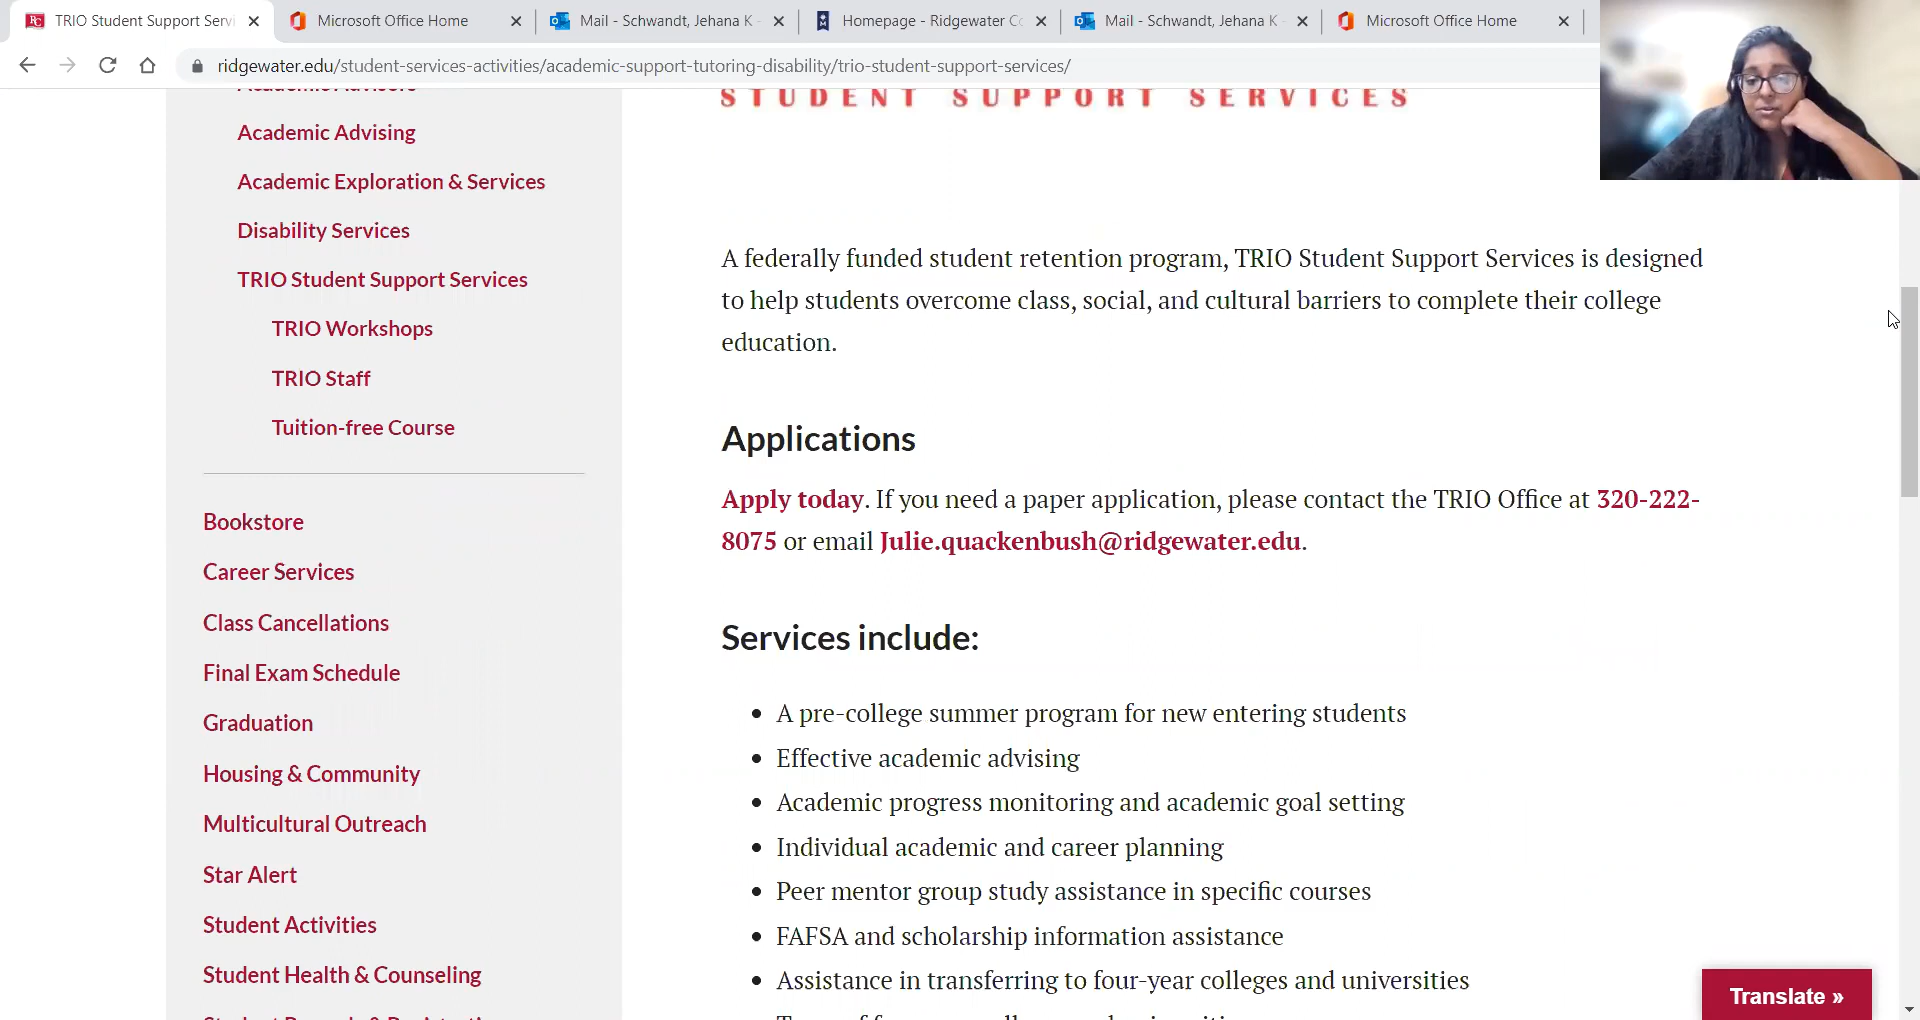 TRIO Student Support Servi
Microsoft Office Home
Mail - Schwandt, Jehana K -
Homepage - Ridgewater Co
Mail - Schwandt, Jehana K -
Microsoft Office Home
ridgewater.edu/student-services-activities/academic-support-tutoring-disability/trio-student-support-services/
Academic Advisors
Academic Advising
Academic Exploration & Services
Disability Services
TRIO Student Support Services
TRIO Workshops
TRIO Staff
Tuition-free Course
Bookstore
Career Services
Class Cancellations
Final Exam Schedule
Graduation
Housing & Community
Multicultural Outreach
Star Alert
Student Activities
Student Health & Counseling
STUDENT SUPPORT SERVICES
A federally funded student retention program, TRIO Student Support Services is designed
to help students overcome class, social, and cultural barriers to complete their college
education.
Applications
Apply today. If you need a paper application, please contact the TRIO Office at 320-222-
8075 or email Julie.quackenbush@ridgewater.edu.
Services include:
• A pre-college summer program for new entering students
• Effective academic advising
• Academic progress monitoring and academic goal setting
• Individual academic and career planning
• Peer mentor group study assistance in specific courses
• FAFSA and scholarship information assistance
• Assistance in transferring to four-year colleges and universities
Translate »